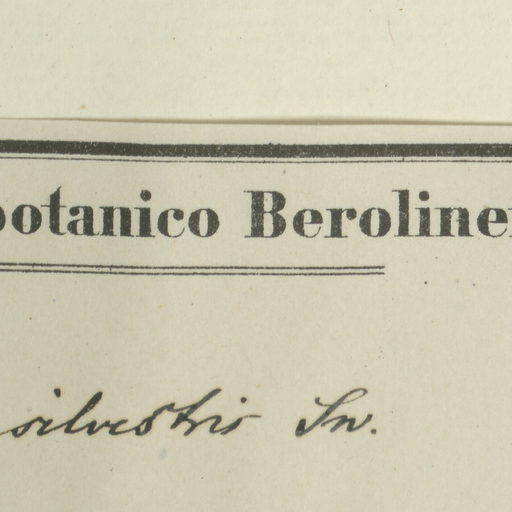 botanico Beroline
silvestris Sw.